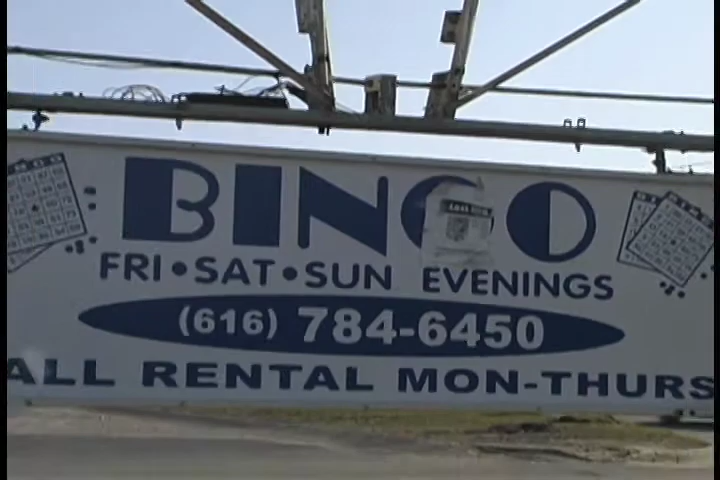 BINGO
FRI•SAT•SUN EVENINGS
(616) 784-6450
ALL RENTAL MON-THURS